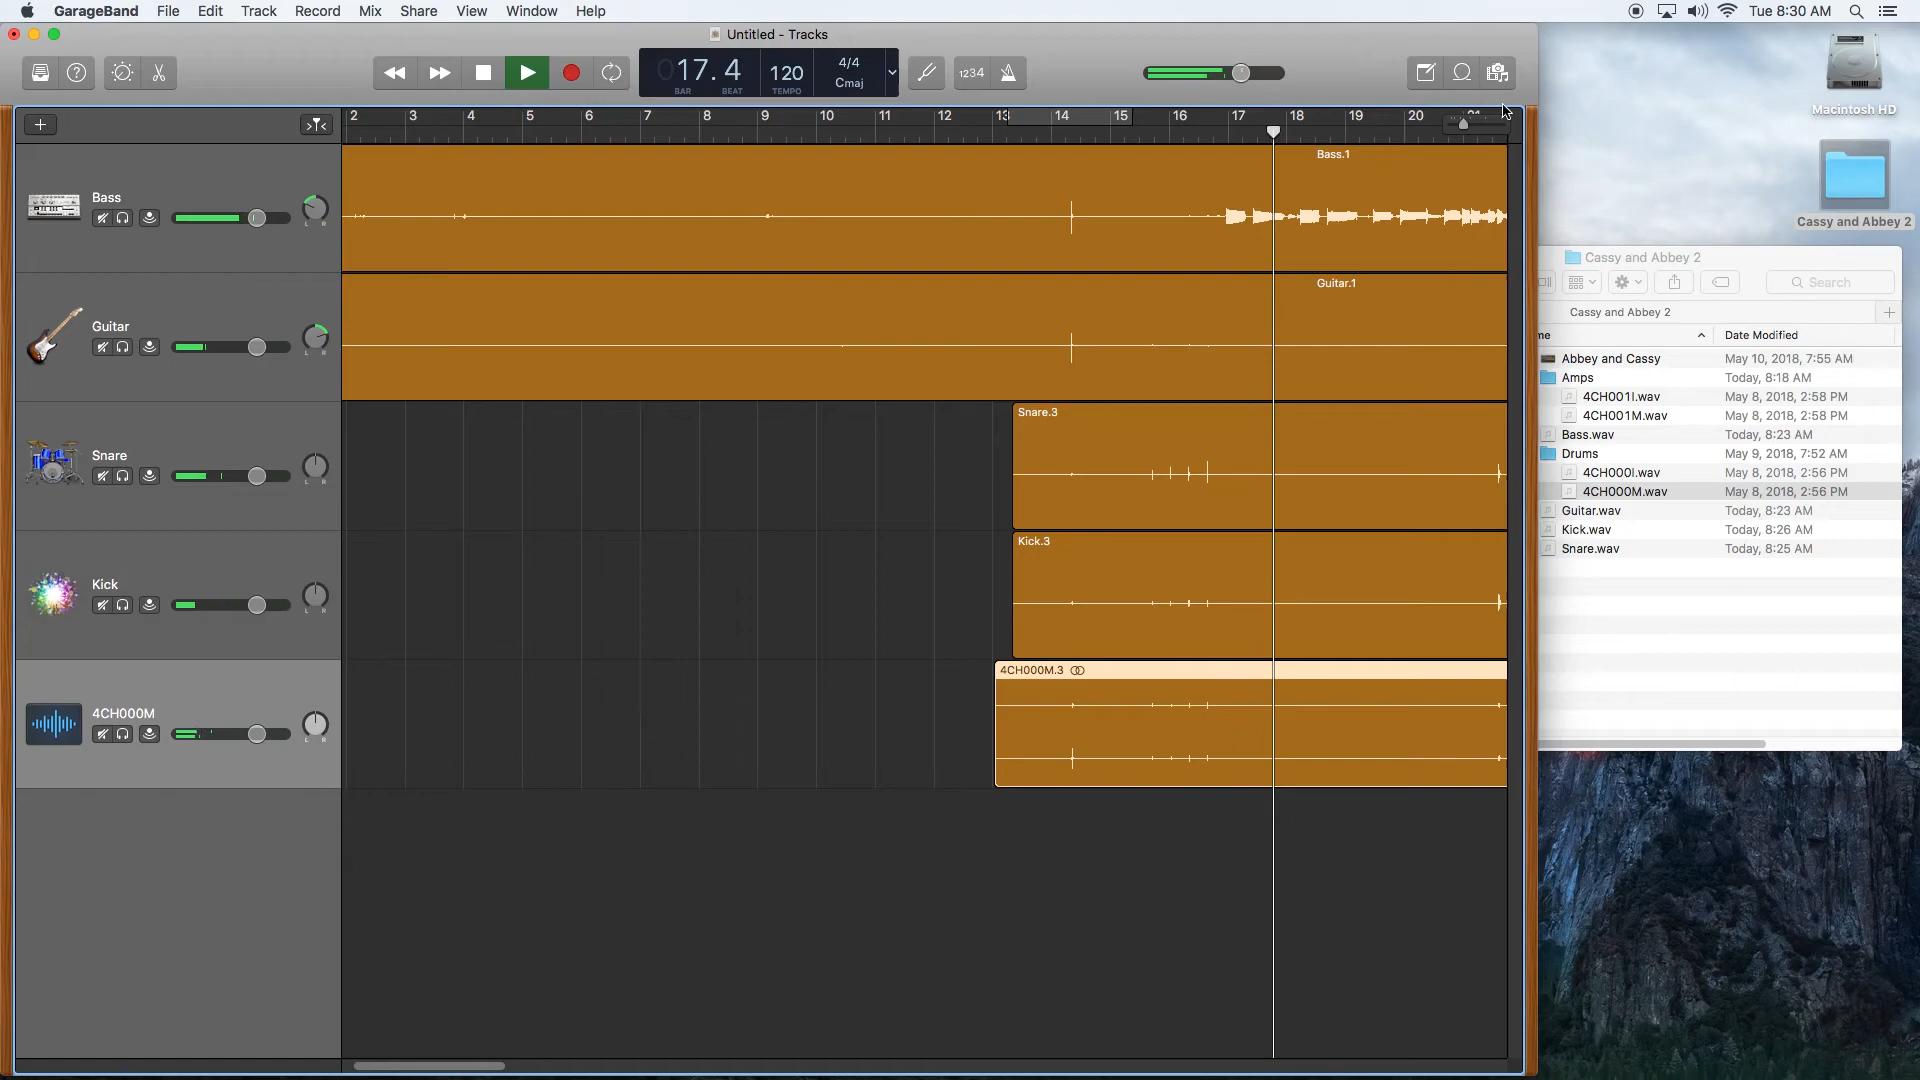 GarageBand File Edit Track Record Mix Share View Window Help Tue 8:30 AM
Untitled - Tracks
017.4 120 4/4 Cmaj
BAR BEAT TEMPO
1234
2 3 4 5 6 7 8 9 10 11 12 13 14 15 16 17 18 19 20 21
Bass
L R
Bass.1
Guitar
L R
Guitar.1
Snare
L R
Snare.3
Kick
L R
Kick.3
4CH000M
L R
4CH000M.3
Macintosh HD
Cassy and Abbey 2
Cassy and Abbey 2
Search
Cassy and Abbey 2
me Date Modified
Abbey and Cassy May 10, 2018, 7:55 AM
Amps Today, 8:18 AM
4CH001I.wav May 8, 2018, 2:58 PM
4CH001M.wav May 8, 2018, 2:58 PM
Bass.wav Today, 8:23 AM
Drums May 9, 2018, 7:52 AM
4CH000I.wav May 8, 2018, 2:56 PM
4CH000M.wav May 8, 2018, 2:56 PM
Guitar.wav Today, 8:23 AM
Kick.wav Today, 8:26 AM
Snare.wav Today, 8:25 AM